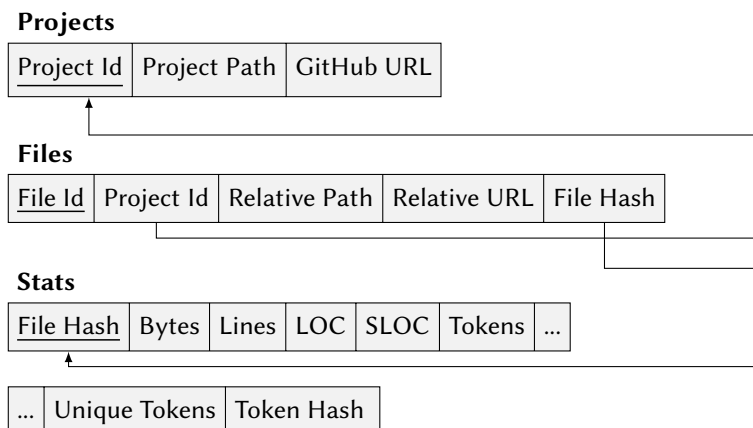 Projects
Project Id Project Path GitHub URL
Files
File Id Project Id Relative Path Relative URL File Hash
Stats
File Hash Bytes Lines LOC SLOC Tokens ...
... Unique Tokens Token Hash